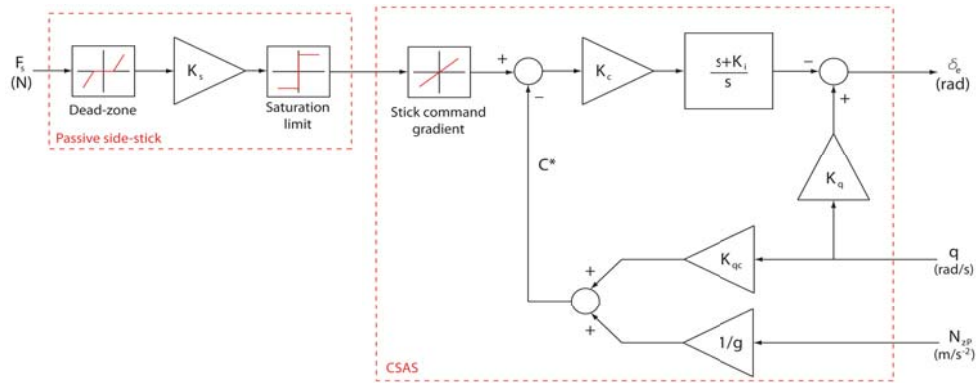 F_s
(N)
Dead-zone
K_s
Saturation
limit
Passive side-stick
Stick command
gradient
+
−
K_c
s+K_i
s
−
+
δ_e
(rad)
C*
K_q
K_qc
q
(rad/s)
+
+
1/g
N_zP
(m/s⁻²)
CSAS